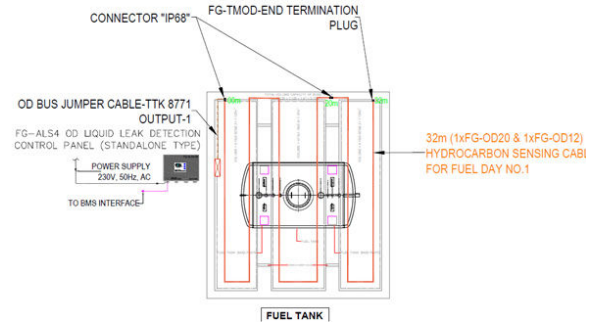 FG-TMOD-END TERMINATION
PLUG
CONNECTOR "IP68"
OD BUS JUMPER CABLE-TTK 8771
OUTPUT-1
FG-ALS4 OD LIQUID LEAK DETECTION
CONTROL PANEL (STANDALONE TYPE)
POWER SUPPLY
230V, 50Hz, AC
TO BMS INTERFACE
32m (1xFG-OD20 & 1xFG-OD12)
HYDROCARBON SENSING CABL
FOR FUEL DAY NO.1
FUEL TANK